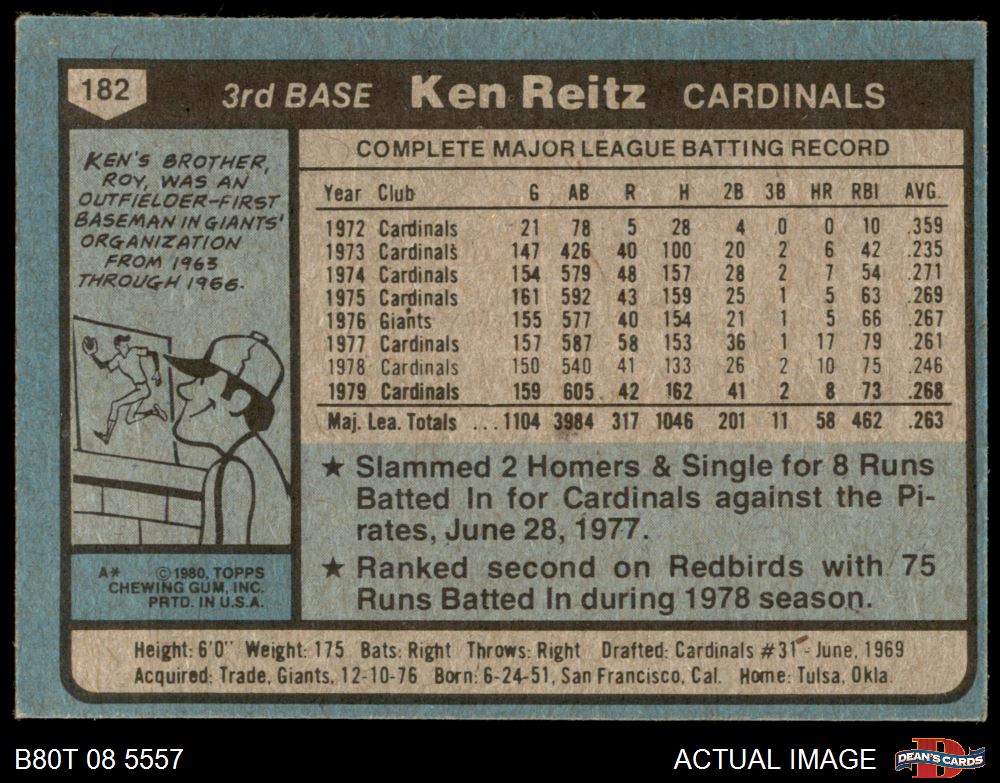 182
3rd BASE Ken Reitz CARDINALS
KEN'S BROTHER,
ROY, WAS AN
OUTFIELDER-FIRST
BASEMAN IN GIANTS'
ORGANIZATION
FROM 1963
THROUGH 1966.
A* ©1980, TOPPS
CHEWING GUM, INC.
PRTD. IN U.S.A.
COMPLETE MAJOR LEAGUE BATTING RECORD
Year Club G AB R H 2B 3B HR RBI AVG.
1972 Cardinals 21 78 5 28 4 0 0 10 .359
1973 Cardinals 147 426 40 100 20 2 6 42 .235
1974 Cardinals 154 579 48 157 28 2 7 54 .271
1975 Cardinals 161 592 43 159 25 1 5 63 .269
1976 Giants 155 577 40 154 21 1 5 66 .267
1977 Cardinals 157 587 58 153 36 1 17 79 .261
1978 Cardinals 150 540 41 133 26 2 10 75 .246
1979 Cardinals 159 605 42 162 41 2 8 73 .268
Maj. Lea. Totals ...1104 3984 317 1046 201 11 58 462 .263
★ Slammed 2 Homers & Single for 8 Runs
Batted In for Cardinals against the Pi-
rates, June 28, 1977.
★ Ranked second on Redbirds with 75
Runs Batted In during 1978 season.
Height: 6'0" Weight: 175 Bats: Right Throws: Right Drafted: Cardinals #31 - June, 1969
Acquired: Trade, Giants, 12-10-76 Born: 6-24-51, San Francisco, Cal. Home: Tulsa, Okla.
B80T 08 5557 ACTUAL IMAGE
D
DEAN'S CARDS